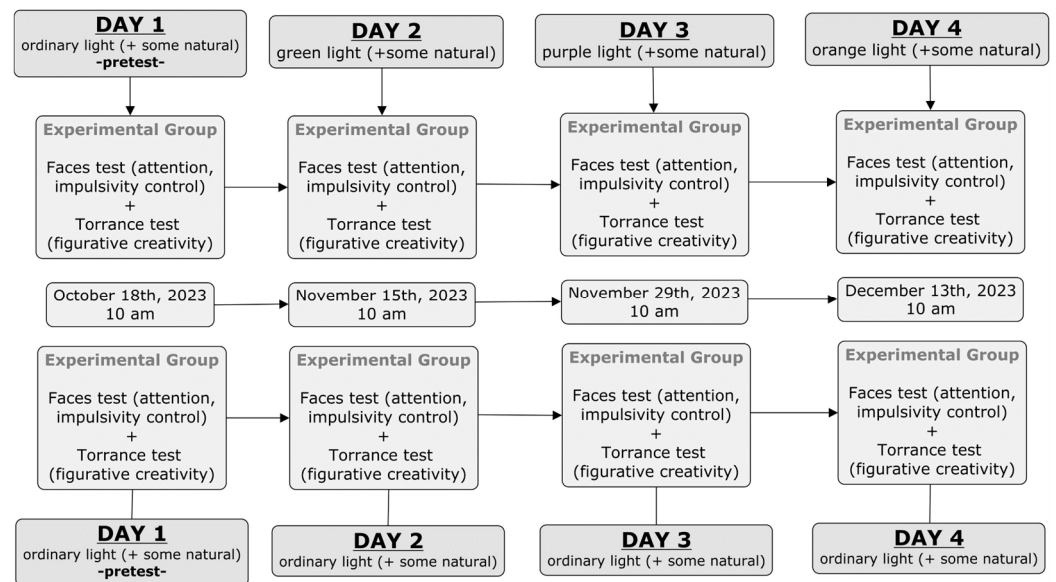 DAY 1
ordinary light (+ some natural)
-pretest-
DAY 2
green light (+some natural)
DAY 3
purple light (+some natural)
DAY 4
orange light (+some natural)
Experimental Group
Faces test (attention,
impulsivity control)
+
Torrance test
(figurative creativity)
Experimental Group
Faces test (attention,
impulsivity control)
+
Torrance test
(figurative creativity)
Experimental Group
Faces test (attention,
impulsivity control)
+
Torrance test
(figurative creativity)
Experimental Group
Faces test (attention,
impulsivity control)
+
Torrance test
(figurative creativity)
October 18th, 2023
10 am
November 15th, 2023
10 am
November 29th, 2023
10 am
December 13th, 2023
10 am
Experimental Group
Faces test (attention,
impulsivity control)
+
Torrance test
(figurative creativity)
Experimental Group
Faces test (attention,
impulsivity control)
+
Torrance test
(figurative creativity)
Experimental Group
Faces test (attention,
impulsivity control)
+
Torrance test
(figurative creativity)
Experimental Group
Faces test (attention,
impulsivity control)
+
Torrance test
(figurative creativity)
DAY 1
ordinary light (+ some natural)
-pretest-
DAY 2
ordinary light (+ some natural)
DAY 3
ordinary light (+ some natural)
DAY 4
ordinary light (+ some natural)